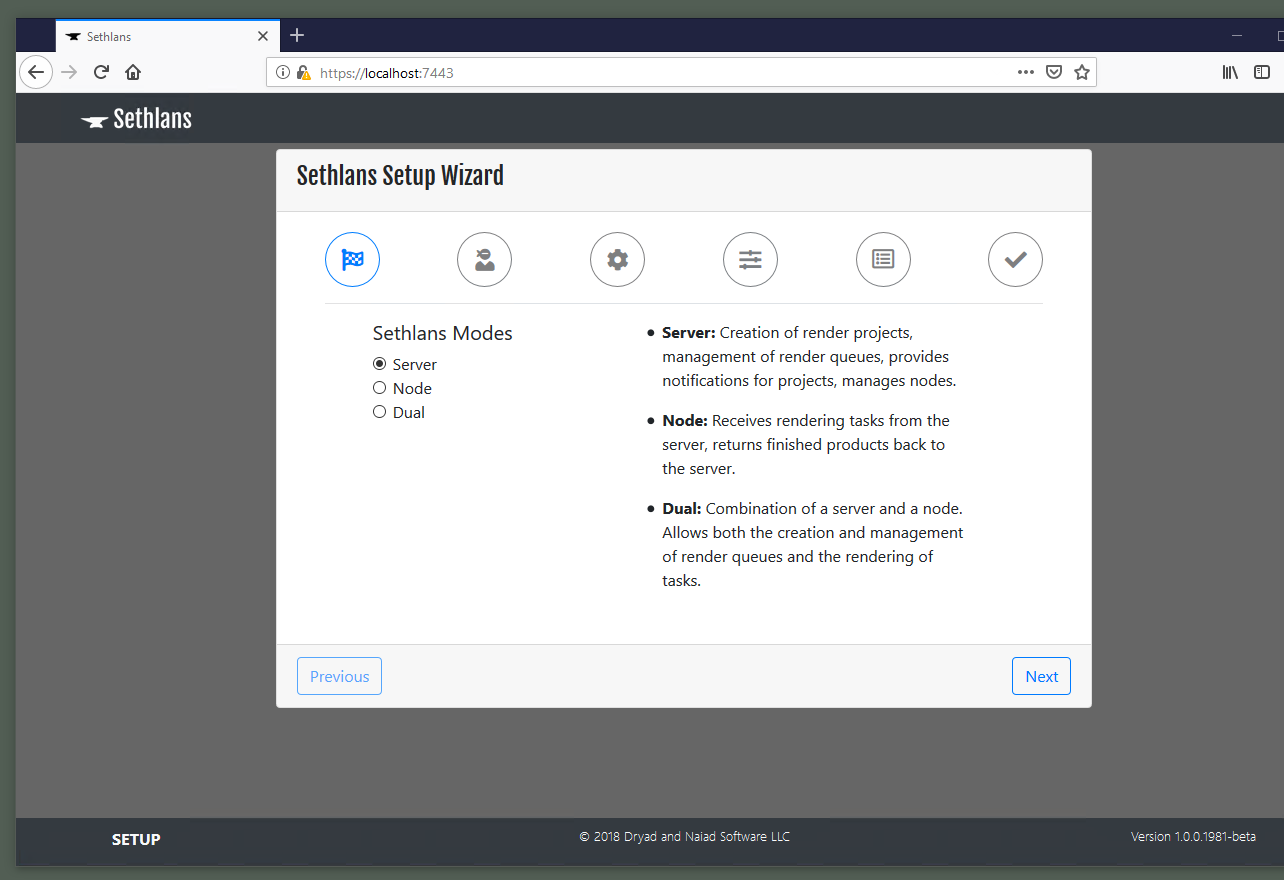 Sethlans
https://localhost:7443
Sethlans
Sethlans Setup Wizard
Sethlans Modes
Server
Node
Dual
Server: Creation of render projects,
management of render queues, provides
notifications for projects, manages nodes.
Node: Receives rendering tasks from the
server, returns finished products back to
the server.
Dual: Combination of a server and a node.
Allows both the creation and management
of render queues and the rendering of
tasks.
Previous
Next
SETUP
© 2018 Dryad and Naiad Software LLC
Version 1.0.0.1981-beta